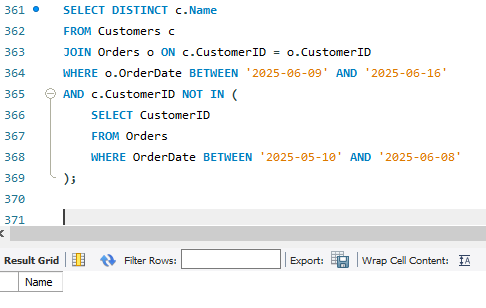 361 SELECT DISTINCT c.Name
362 FROM Customers c
363 JOIN Orders o ON c.CustomerID = o.CustomerID
364 WHERE o.OrderDate BETWEEN '2025-06-09' AND '2025-06-16'
365 AND c.CustomerID NOT IN (
366     SELECT CustomerID
367     FROM Orders
368     WHERE OrderDate BETWEEN '2025-05-10' AND '2025-06-08'
369 );
370
371
Result Grid Filter Rows: Export: Wrap Cell Content:
Name